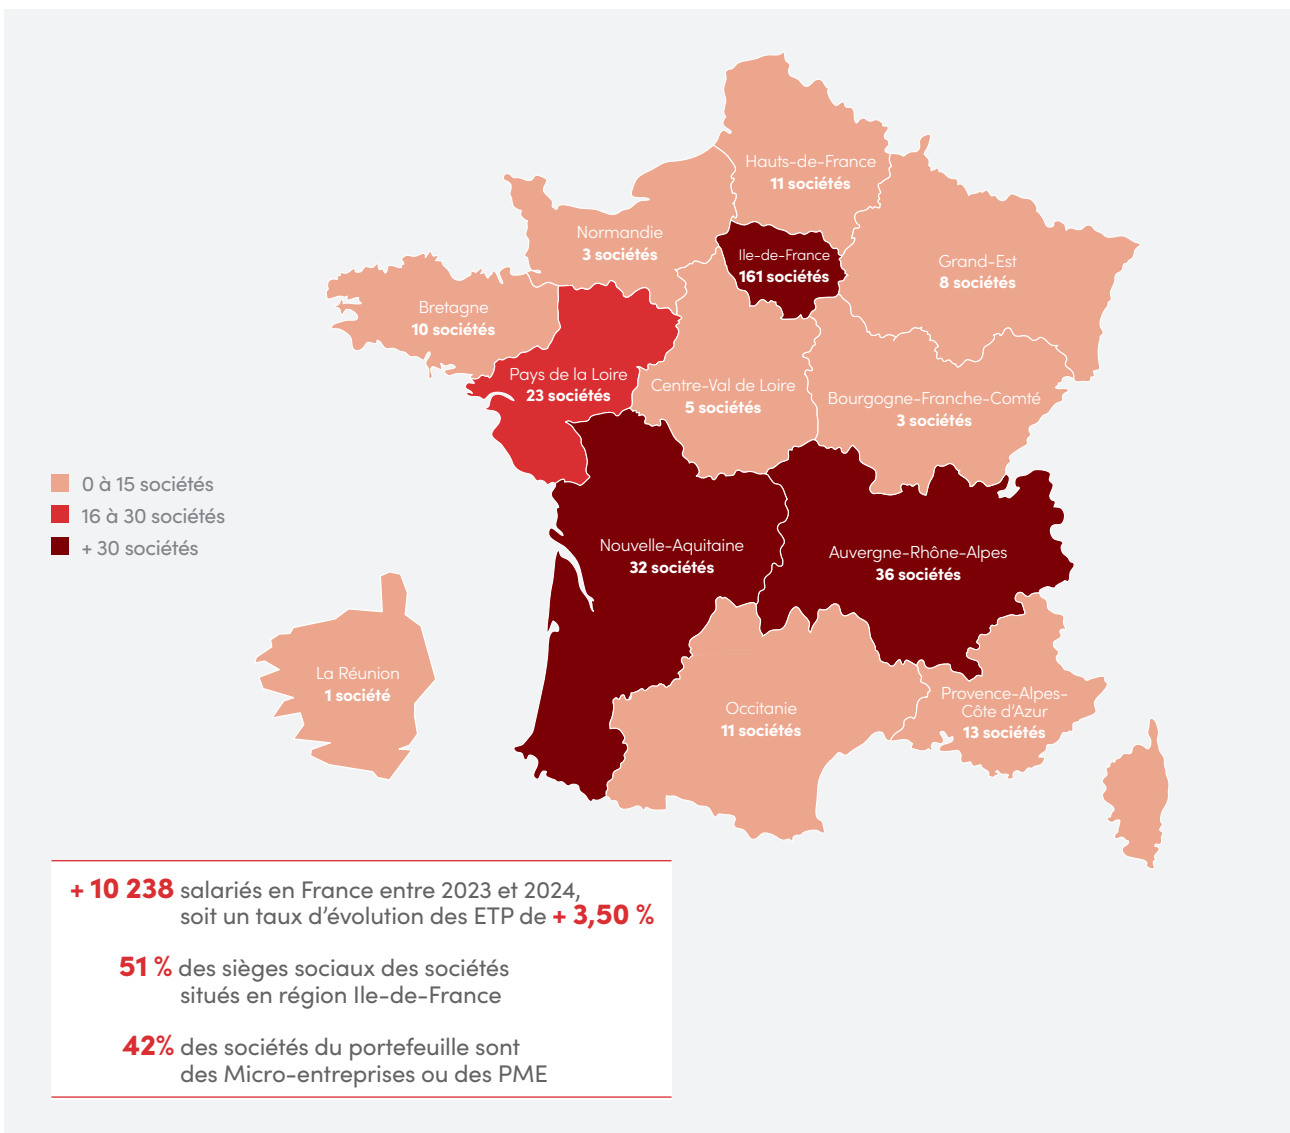 Hauts-de-France
11 sociétés
Normandie
3 sociétés
Ile-de-France
161 sociétés
Grand-Est
8 sociétés
Bretagne
10 sociétés
Pays de la Loire
23 sociétés
Centre-Val de Loire
5 sociétés
Bourgogne-Franche-Comté
3 sociétés
0 à 15 sociétés
16 à 30 sociétés
+ 30 sociétés
Nouvelle-Aquitaine
32 sociétés
Auvergne-Rhône-Alpes
36 sociétés
La Réunion
1 société
Occitanie
11 sociétés
Provence-Alpes-
Côte d'Azur
13 sociétés
+ 10 238 salariés en France entre 2023 et 2024,
soit un taux d'évolution des ETP de + 3,50 %
51 % des sièges sociaux des sociétés
situés en région Ile-de-France
42% des sociétés du portefeuille sont
des Micro-entreprises ou des PME